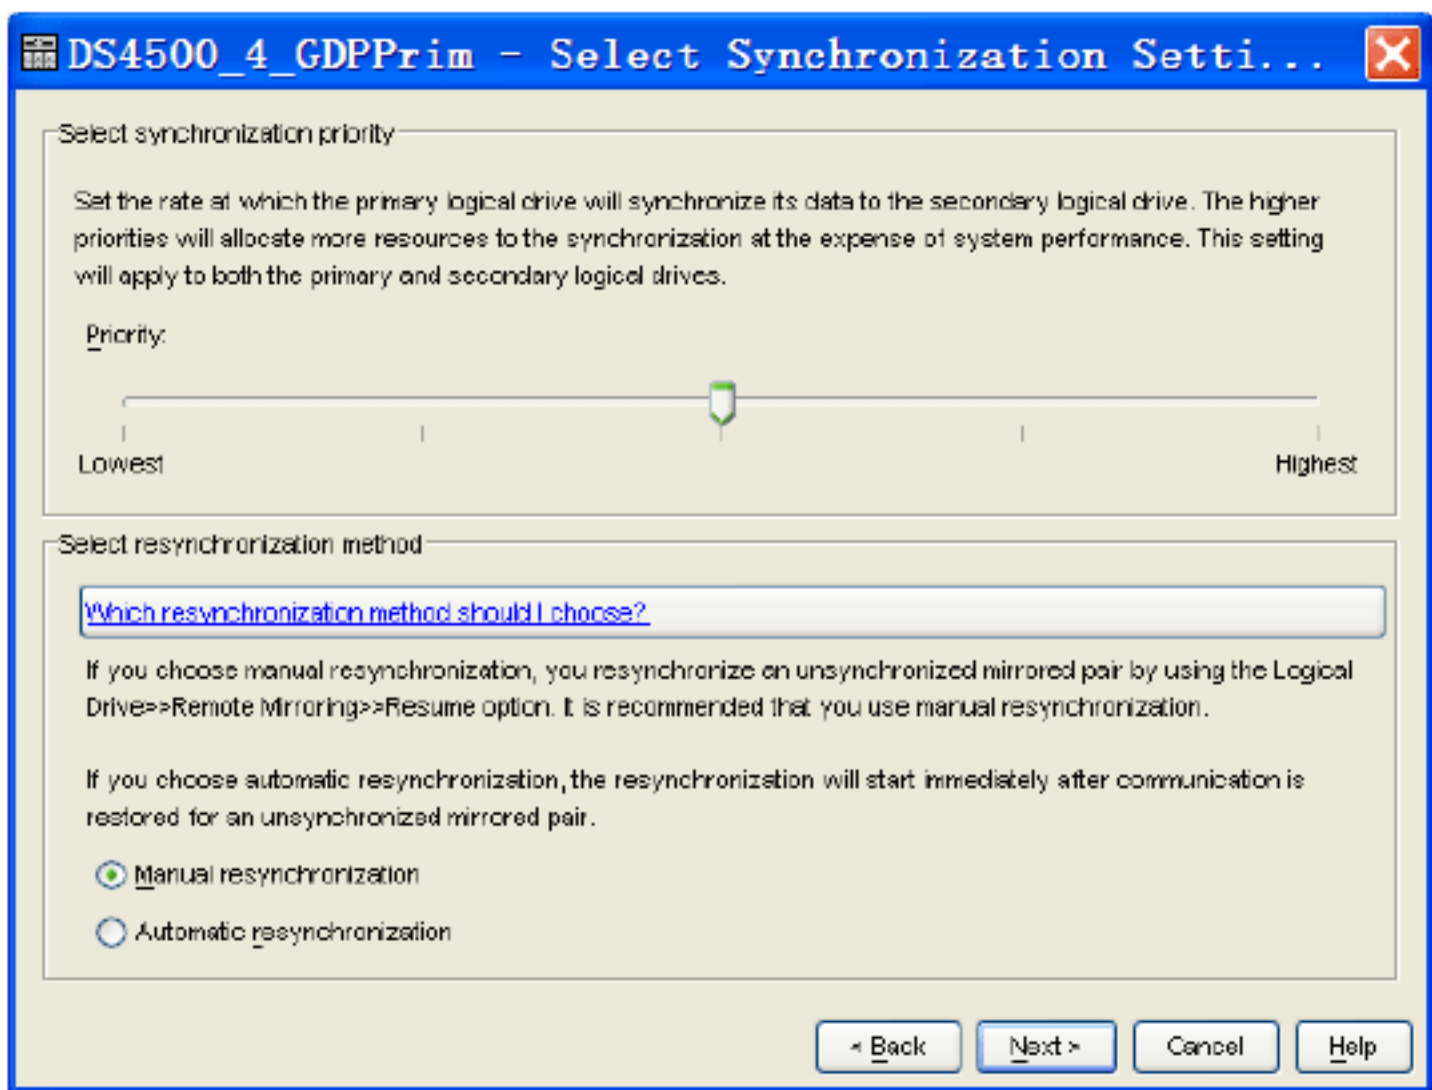 DS4500_4_GDPPrim - Select Synchronization Setti...
Select synchronization priority
Set the rate at which the primary logical drive will synchronize its data to the secondary logical drive. The higher
priorities will allocate more resources to the synchronization at the expense of system performance. This setting
will apply to both the primary and secondary logical drives.
Priority:
Lowest
Highest
Select resynchronization method
Which resynchronization method should I choose?
If you choose manual resynchronization, you resynchronize an unsynchronized mirrored pair by using the Logical
Drive>>Remote Mirroring>>Resume option. It is recommended that you use manual resynchronization.
If you choose automatic resynchronization, the resynchronization will start immediately after communication is
restored for an unsynchronized mirrored pair.
Manual resynchronization
Automatic resynchronization
< Back
Next >
Cancel
Help